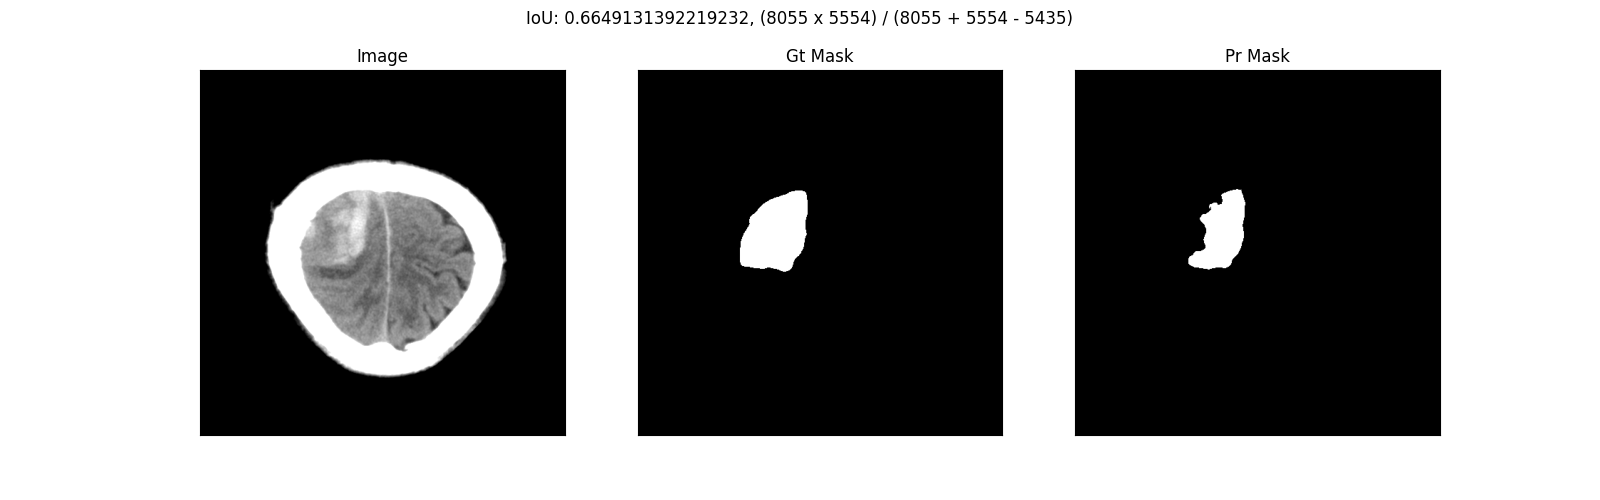 IoU: 0.6649131392219232, (8055 x 5554) / (8055 + 5554 - 5435)
Image
Gt Mask
Pr Mask